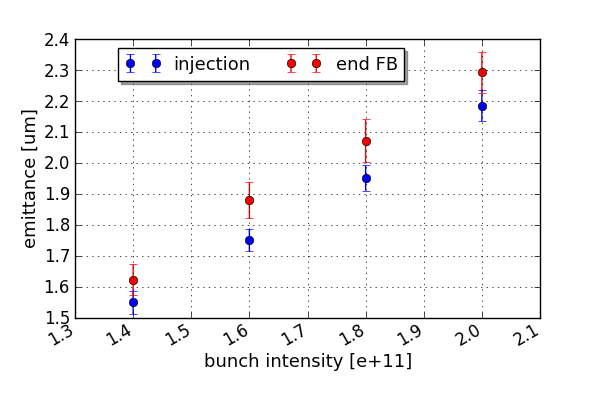 2.4
injection end FB
2.3
2.2
2.1
2.0
1.9
1.8
1.7
1.6
1.5
emittance [um]
1.3 1.4 1.5 1.6 1.7 1.8 1.9 2.0 2.1
bunch intensity [e+11]